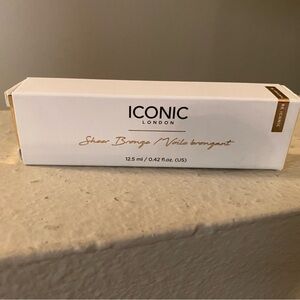 ICONIC
LONDON
Sheer Bronze / Voile bronzant
12.5 ml / 0.42 fl.oz. (US)